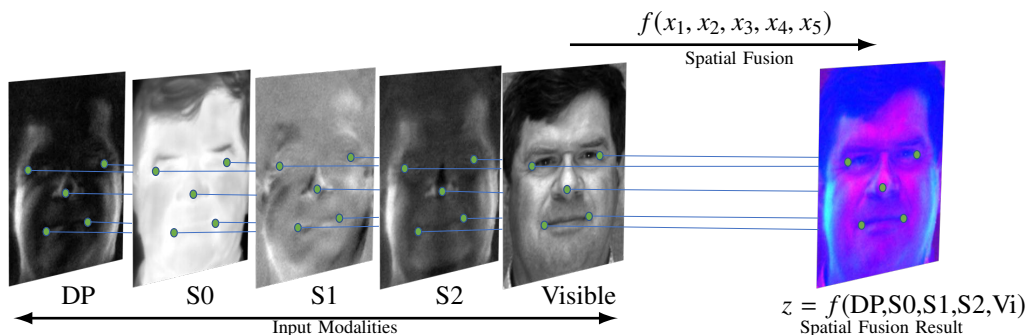 f(x₁, x₂, x₃, x₄, x₅)
Spatial Fusion
DP S0 S1 S2 Visible
Input Modalities
z = f(DP,S0,S1,S2,Vi)
Spatial Fusion Result